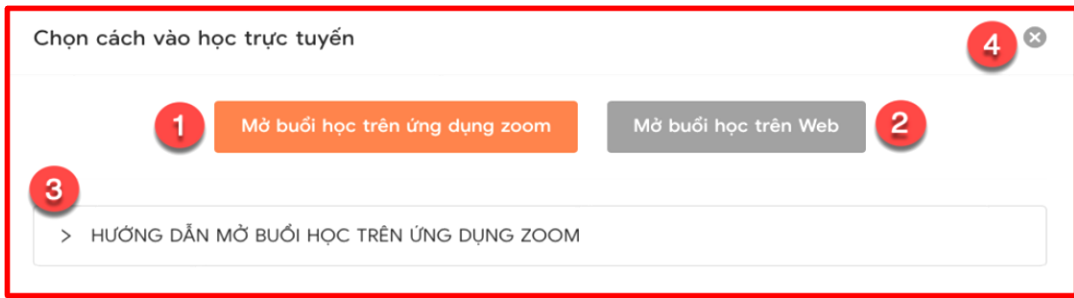 Chọn cách vào học trực tuyến
4
1
Mở buổi học trên ứng dụng zoom
Mở buổi học trên Web
2
3
> HƯỚNG DẪN MỞ BUỔI HỌC TRÊN ỨNG DỤNG ZOOM